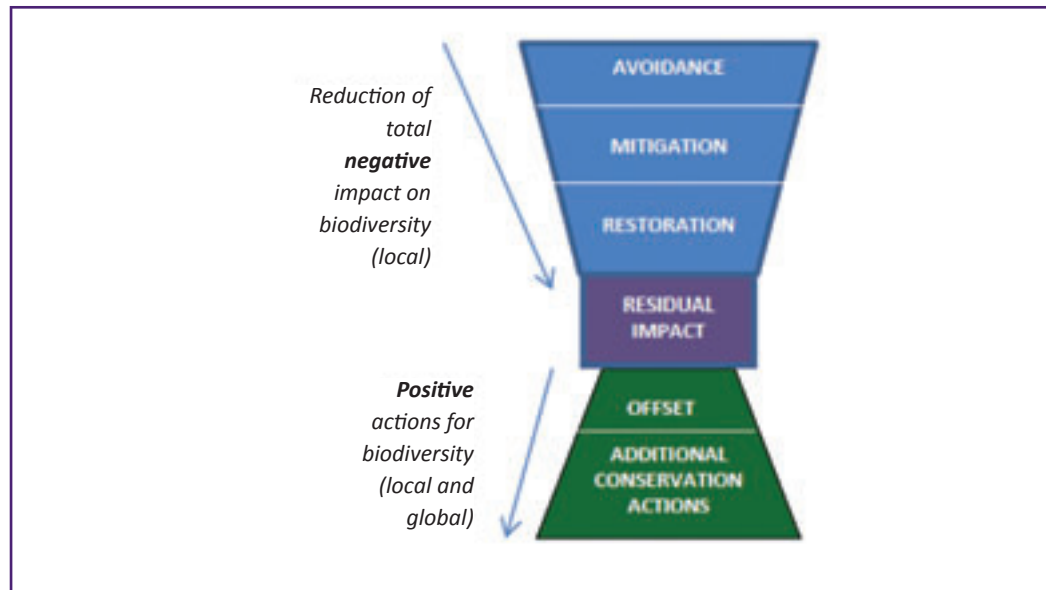 AVOIDANCE
MITIGATION
RESTORATION
Reduction of
total
negative
impact on
biodiversity
(local)
RESIDUAL
IMPACT
Positive
actions for
biodiversity
(local and
global)
OFFSET
ADDITIONAL
CONSERVATION
ACTIONS